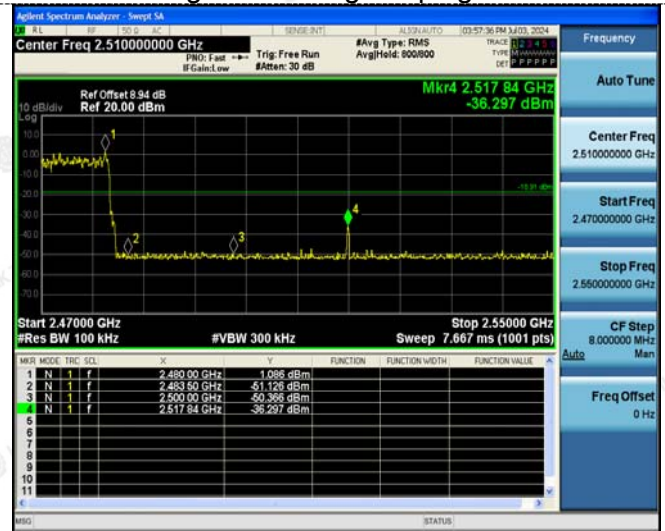 Agilent Spectrum Analyzer - Swept SA
RL RF 50 Ω AC SENSE:INT ALIGNAUTO 03:57:36 PM Jul 03, 2024
Center Freq 2.510000000 GHz
PNO: Fast Trig: Free Run
IFGain:Low #Atten: 30 dB
#Avg Type: RMS
Avg|Hold: 800/800
TRACE 1 2 3 4 5 6
TYPE
DET P P P P P P
Ref Offset 8.94 dB
10 dB/div Ref 20.00 dBm
Mkr4 2.517 84 GHz
-36.297 dBm
Log
10.0
0.00
-10.0
-20.0
-30.0
-40.0
-50.0
-60.0
-70.0
1
2
3
4
Start 2.47000 GHz Stop 2.55000 GHz
#Res BW 100 kHz #VBW 300 kHz Sweep 7.667 ms (1001 pts)
MKR MODE TRC SCL X Y FUNCTION FUNCTION WIDTH FUNCTION VALUE
1 N 1 f 2.480 00 GHz 1.086 dBm
2 N 1 f 2.483 50 GHz -51.126 dBm
3 N 1 f 2.500 00 GHz -50.366 dBm
4 N 1 f 2.517 84 GHz -36.297 dBm
5
6
7
8
9
10
11
MSG STATUS
Frequency
Auto Tune
Center Freq
2.510000000 GHz
Start Freq
2.470000000 GHz
Stop Freq
2.550000000 GHz
CF Step
8.000000 MHz
Auto Man
Freq Offset
0 Hz